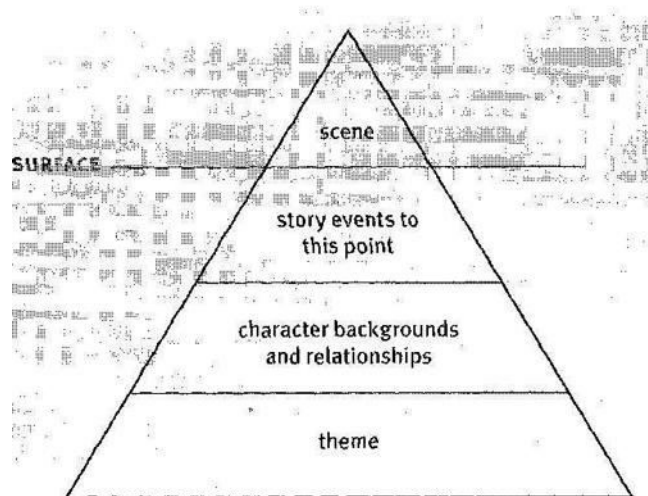 scene
SURFACE
story events to
this point
character backgrounds
and relationships
theme